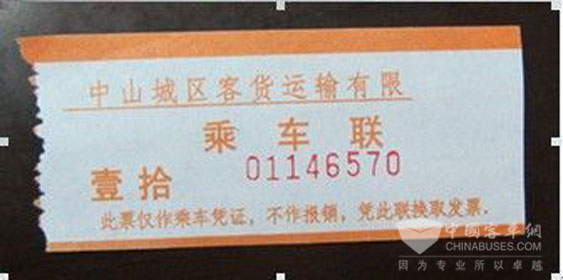 中山城区客货运输有限
乘车联
01146570
壹拾
此票仅作乘车凭证，不作报销，凭此联换取发票.
中國客车網
CHINABUSES.COM
因为专业 所以卓越